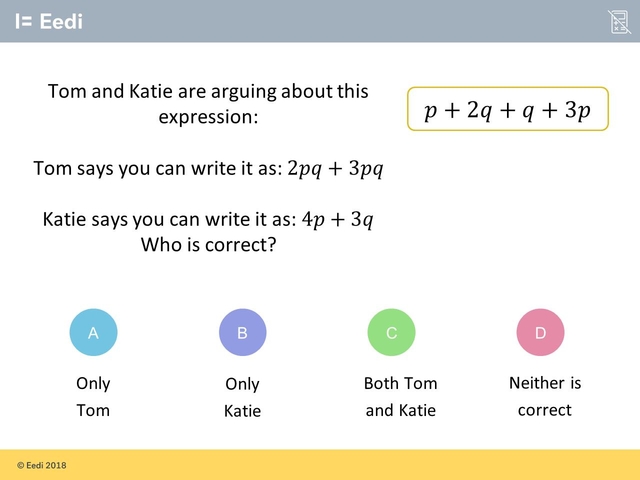 Eedi
Tom and Katie are arguing about this
expression:
p + 2q + q + 3p
Tom says you can write it as: 2pq + 3pq
Katie says you can write it as: 4p + 3q
Who is correct?
A
B
C
D
Only
Tom
Only
Katie
Both Tom
and Katie
Neither is
correct
© Eedi 2018